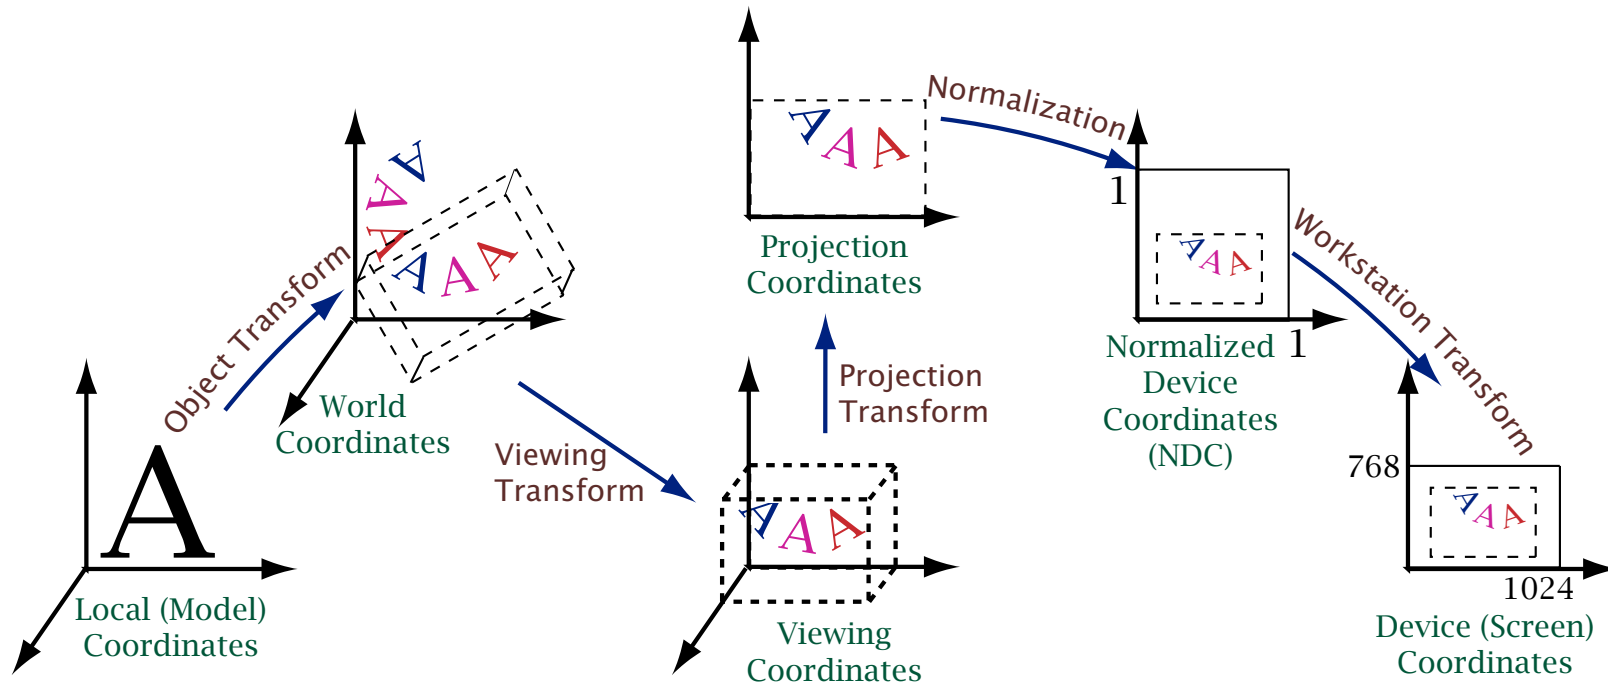 A
Local (Model)
Coordinates
Object Transform
A A A
A A A
World
Coordinates
Viewing
Transform
A A A
Viewing
Coordinates
Projection
Transform
A A A
Projection
Coordinates
Normalization
1
A A A
1
Normalized
Device
Coordinates
(NDC)
Workstation Transform
768
A A A
1024
Device (Screen)
Coordinates